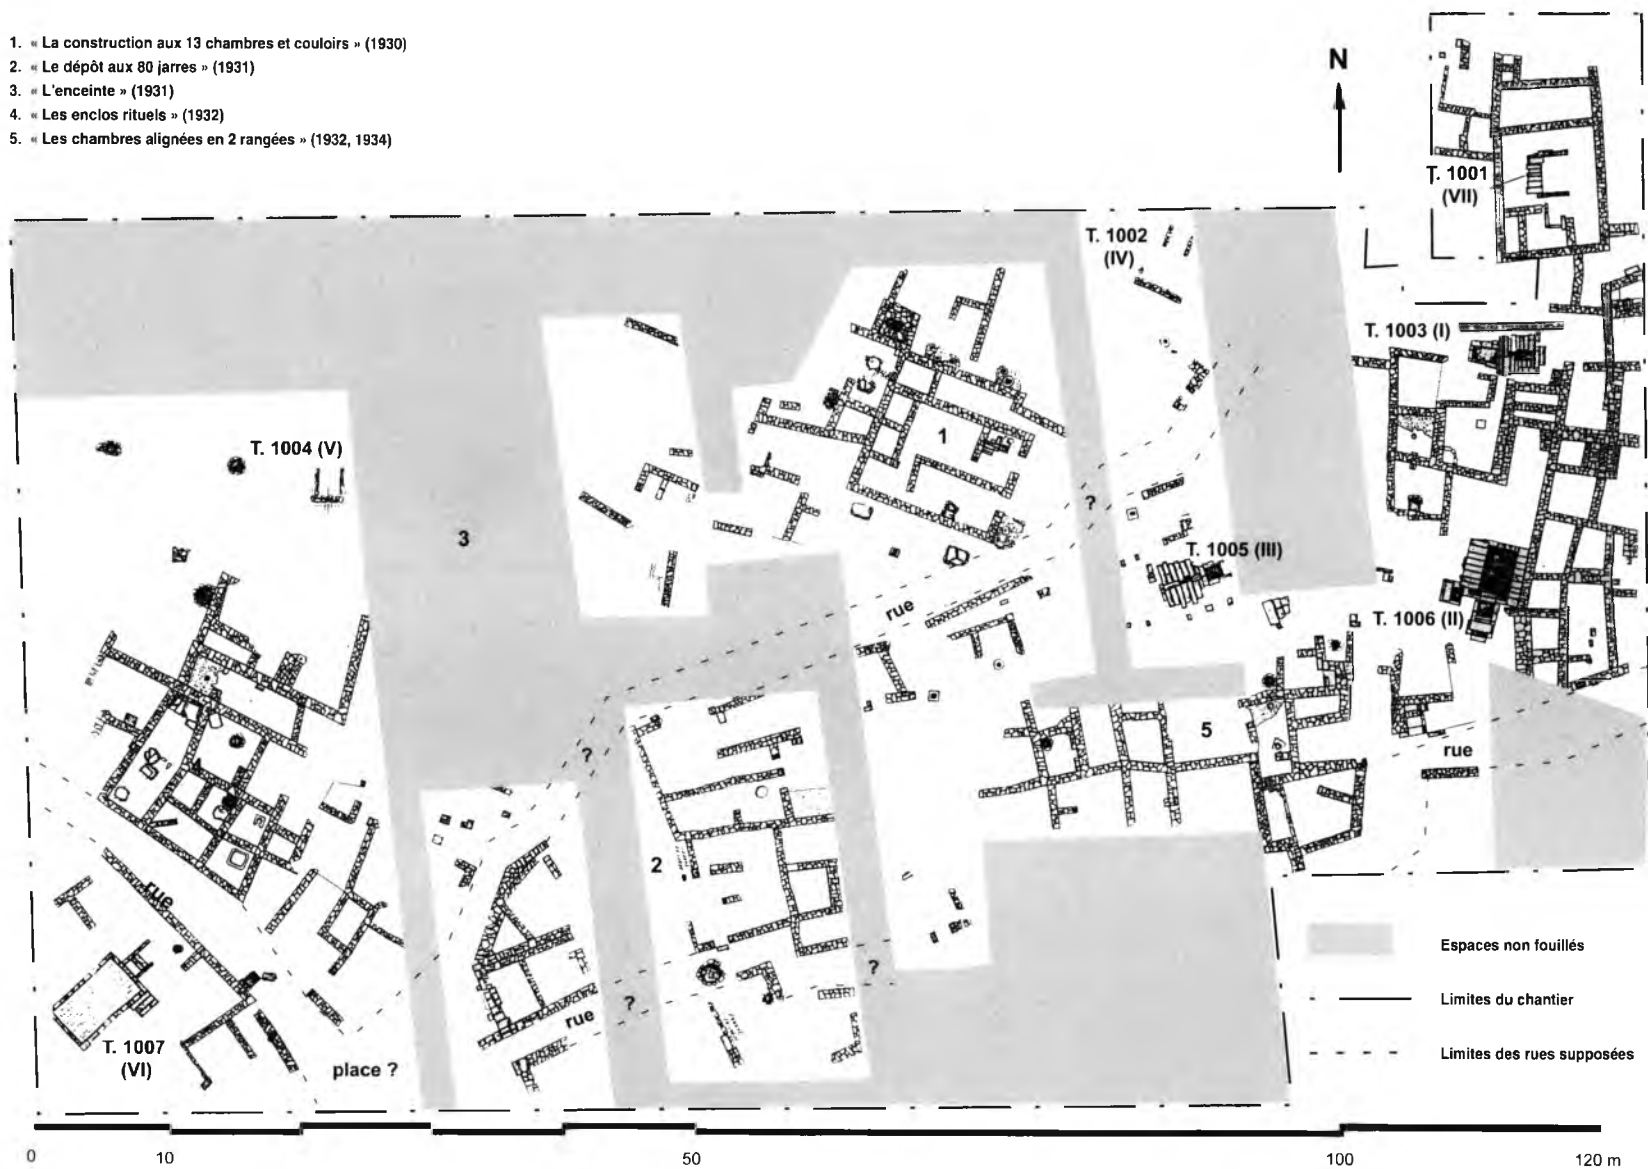 1. « La construction aux 13 chambres et couloirs » (1930)
2. « Le dépôt aux 80 jarres » (1931)
3. « L'enceinte » (1931)
4. « Les enclos rituels » (1932)
5. « Les chambres alignées en 2 rangées » (1932, 1934)
N
T. 1001
(VII)
T. 1002
(IV)
T. 1003 (I)
1
T. 1004 (V)
3
?
T. 1005 (III)
rue
T. 1006 (II)
5
rue
?
2
rue
?
?
rue
T. 1007
(VI)
place ?
Espaces non fouillés
Limites du chantier
Limites des rues supposées
0
10
50
100
120 m